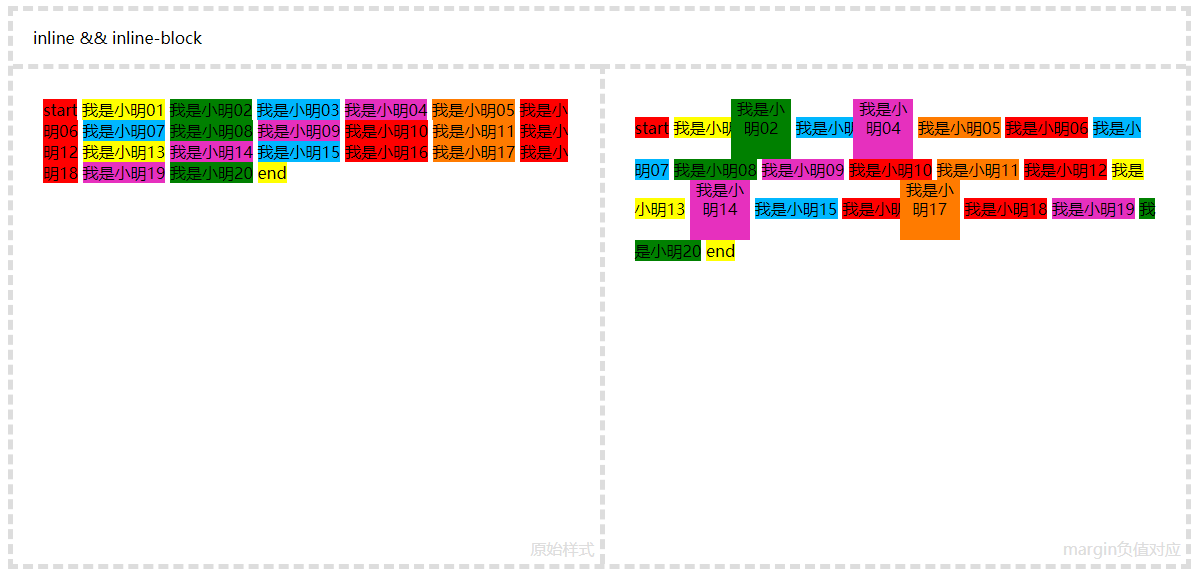 inline && inline-block
start 我是小明01 我是小明02 我是小明03 我是小明04 我是小明05 我是小
明06 我是小明07 我是小明08 我是小明09 我是小明10 我是小明11 我是小
明12 我是小明13 我是小明14 我是小明15 我是小明16 我是小明17 我是小
明18 我是小明19 我是小明20 end
原始样式
我是小 我是小
start 我是小明 明02 我是小明 明04 我是小明05 我是小明06 我是小
明07 我是小明08 我是小明09 我是小明10 我是小明11 我是小明12 我是
我是小 我是小
小明13 明14 我是小明15 我是小明 明17 我是小明18 我是小明19 我
是小明20 end
margin负值对应